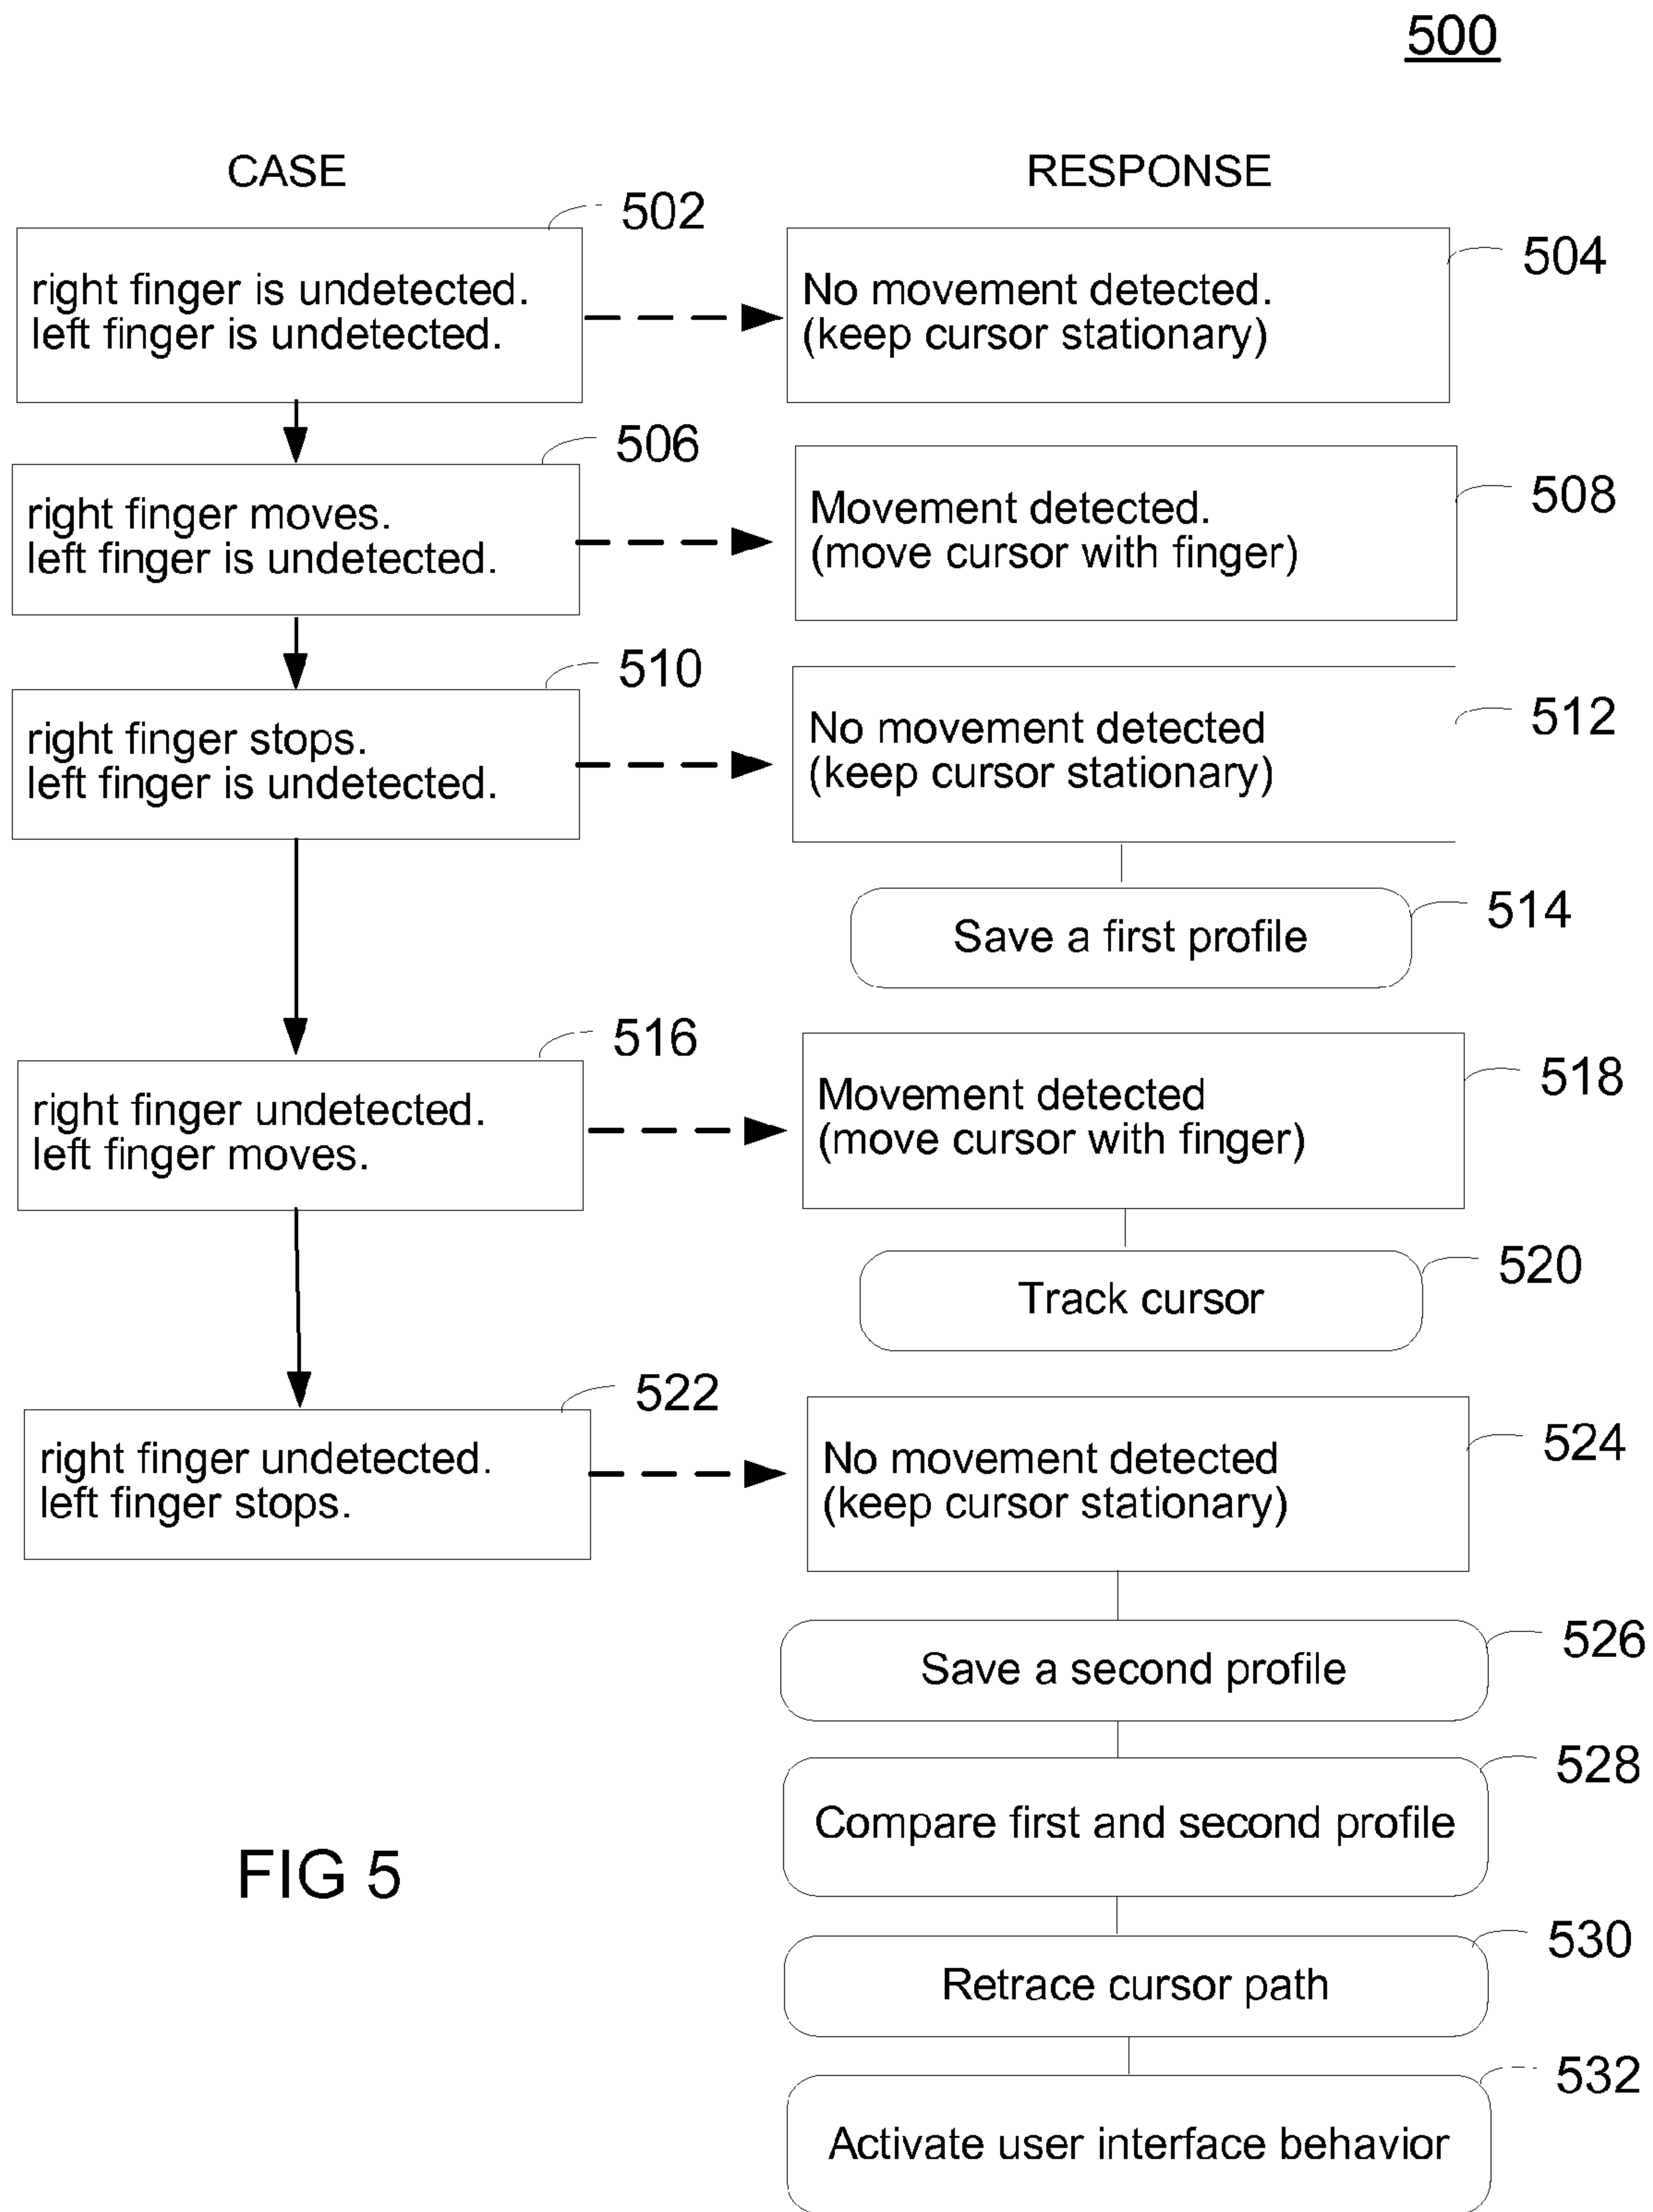 500
CASE
RESPONSE
502
right finger is undetected.
left finger is undetected.
504
No movement detected.
(keep cursor stationary)
506
right finger moves.
left finger is undetected.
508
Movement detected.
(move cursor with finger)
510
right finger stops.
left finger is undetected.
512
No movement detected
(keep cursor stationary)
514
Save a first profile
516
right finger undetected.
left finger moves.
518
Movement detected
(move cursor with finger)
520
Track cursor
522
right finger undetected.
left finger stops.
524
No movement detected
(keep cursor stationary)
526
Save a second profile
528
Compare first and second profile
530
Retrace cursor path
532
Activate user interface behavior
FIG 5